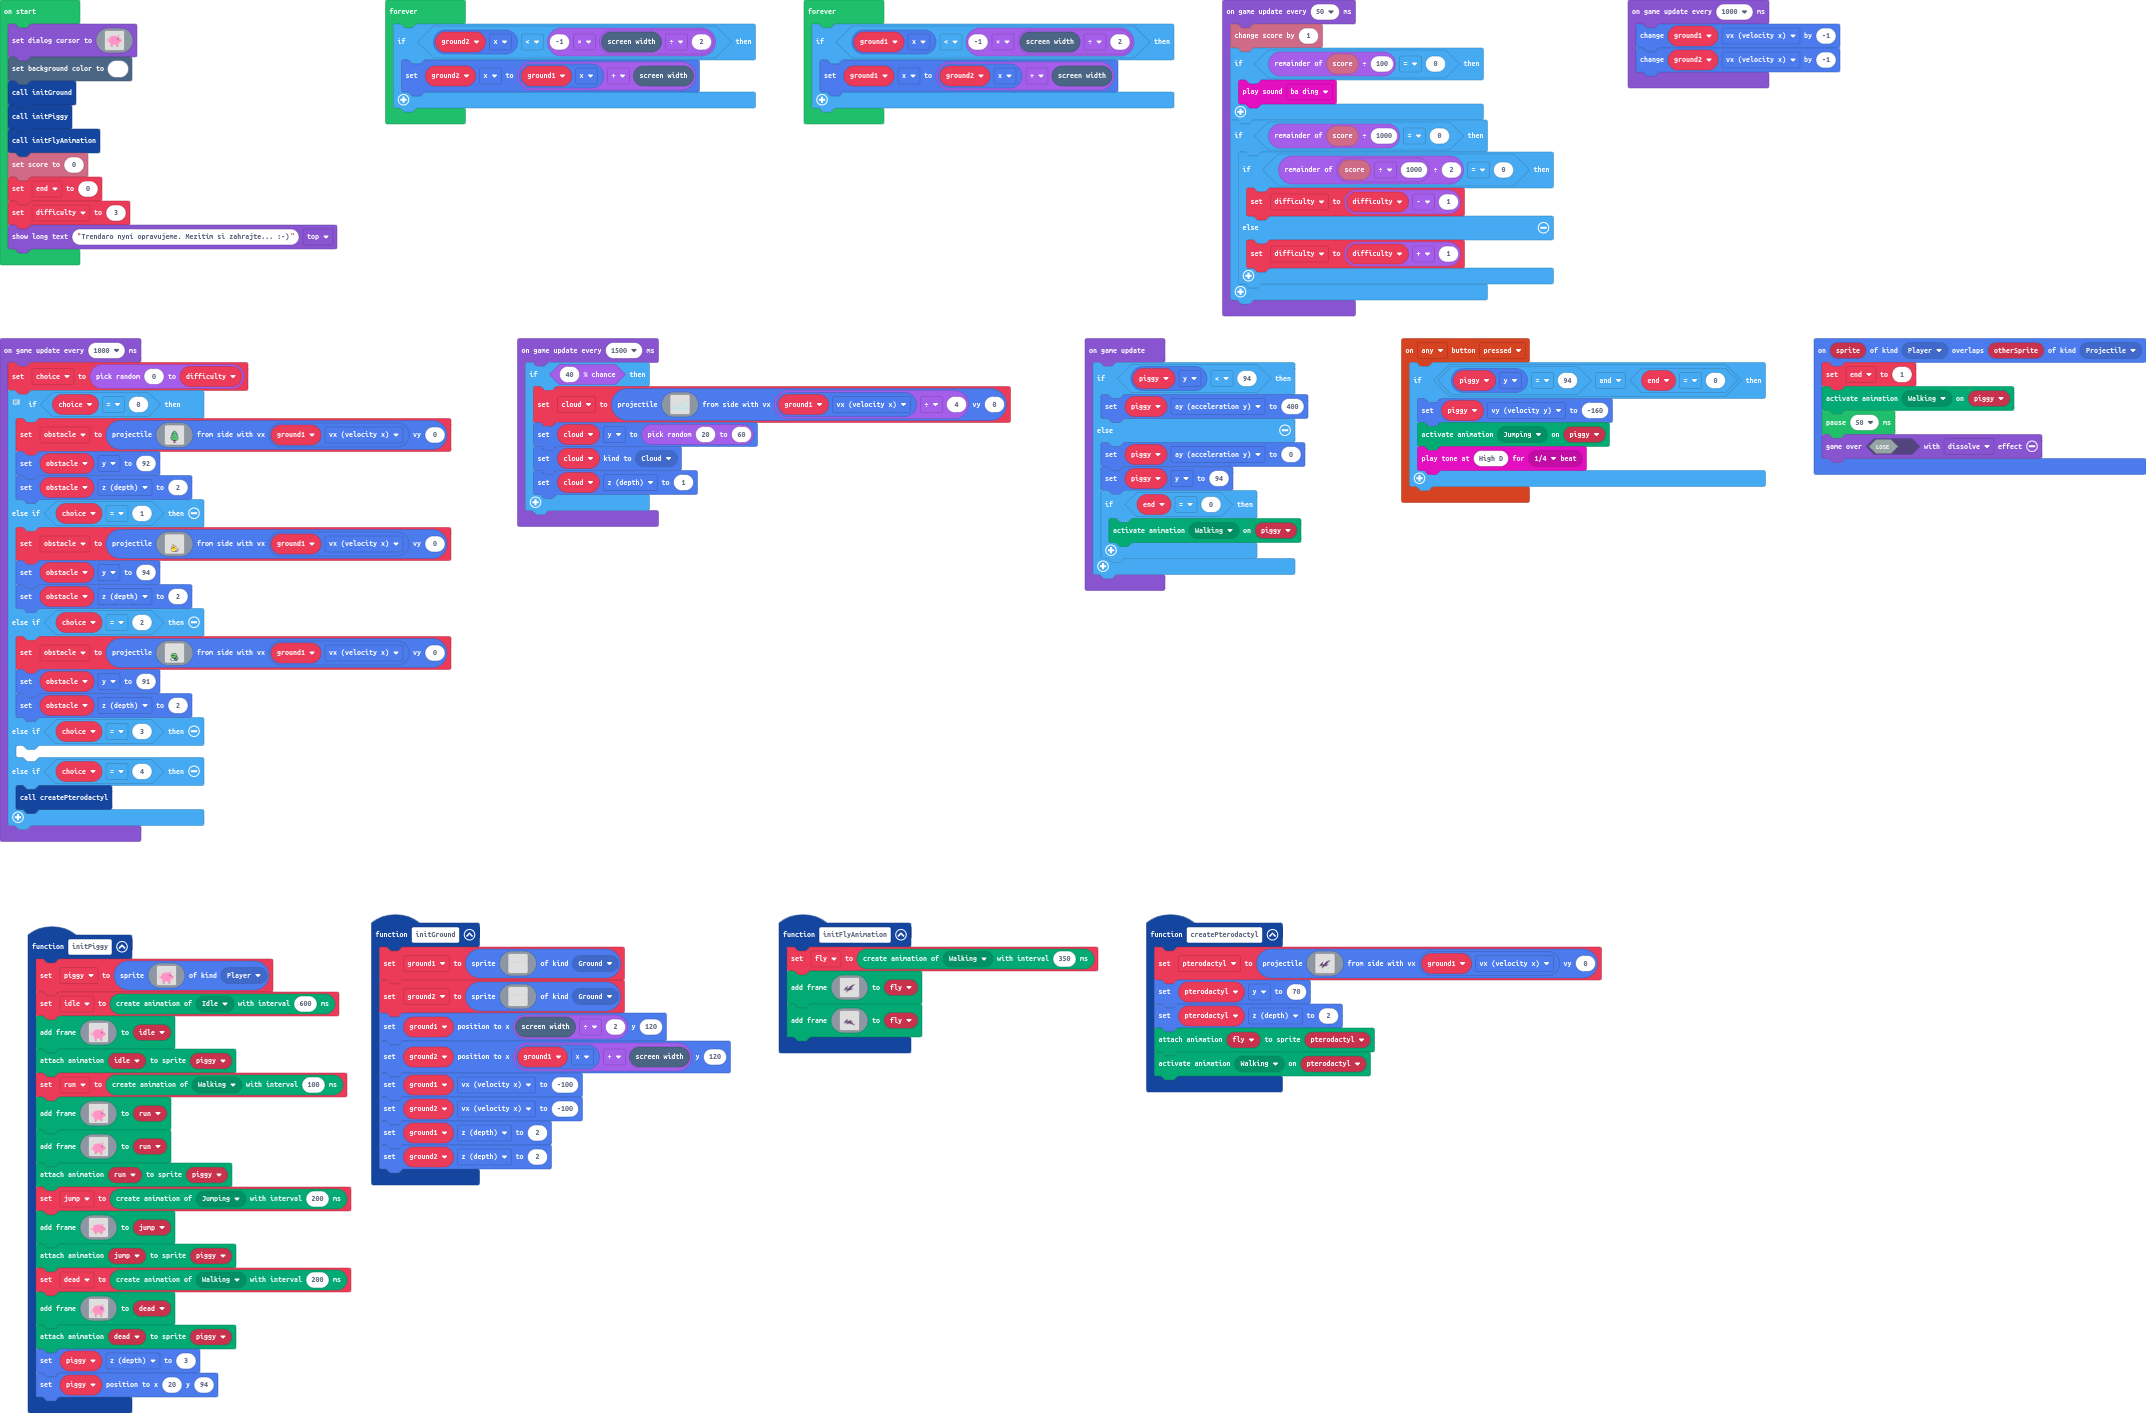 on start
set dialog cursor to
set background color to
call initGround
call initPiggy
call initFlyAnimation
set score to 0
set end to 0
set difficulty to 3
show long text "Trendaro nyni opravujeme. Mezitim si zahrajte... :-)" top
forever
if ground2 x < -1 × screen width ÷ 2 then
set ground2 x to ground1 x + screen width
forever
if ground1 x < -1 × screen width ÷ 2 then
set ground1 x to ground2 x + screen width
on game update every 50 ms
change score by 1
if remainder of score ÷ 100 = 0 then
play sound ba ding
if remainder of score ÷ 1000 = 0 then
if remainder of score ÷ 1000 ÷ 2 = 0 then
set difficulty to difficulty - 1
else
set difficulty to difficulty + 1
on game update every 1000 ms
change ground1 vx (velocity x) by -1
change ground2 vx (velocity x) by -1
on game update every 1000 ms
set choice to pick random 0 to difficulty
if choice = 0 then
set obstacle to projectile from side with vx ground1 vx (velocity x) vy 0
set obstacle y to 92
set obstacle z (depth) to 2
else if choice = 1 then
set obstacle to projectile from side with vx ground1 vx (velocity x) vy 0
set obstacle y to 94
set obstacle z (depth) to 2
else if choice = 2 then
set obstacle to projectile from side with vx ground1 vx (velocity x) vy 0
set obstacle y to 91
set obstacle z (depth) to 2
else if choice = 3 then
else if choice = 4 then
call createPterodactyl
on game update every 1500 ms
if 40 % chance then
set cloud to projectile from side with vx ground1 vx (velocity x) ÷ 4 vy 0
set cloud y to pick random 20 to 60
set cloud kind to Cloud
set cloud z (depth) to 1
on game update
if piggy y < 94 then
set piggy ay (acceleration y) to 400
else
set piggy ay (acceleration y) to 0
set piggy y to 94
if end = 0 then
activate animation Walking on piggy
on any button pressed
if piggy y = 94 and end = 0 then
set piggy vy (velocity y) to -160
activate animation Jumping on piggy
play tone at High D for 1/4 beat
on sprite of kind Player overlaps otherSprite of kind Projectile
set end to 1
activate animation Walking on piggy
pause 50 ms
game over LOSE with dissolve effect
function initPiggy
set piggy to sprite of kind Player
set idle to create animation of Idle with interval 600 ms
add frame to idle
attach animation idle to sprite piggy
set run to create animation of Walking with interval 100 ms
add frame to run
add frame to run
attach animation run to sprite piggy
set jump to create animation of Jumping with interval 200 ms
add frame to jump
attach animation jump to sprite piggy
set dead to create animation of Walking with interval 200 ms
add frame to dead
attach animation dead to sprite piggy
set piggy z (depth) to 3
set piggy position to x 20 y 94
function initGround
set ground1 to sprite of kind Ground
set ground2 to sprite of kind Ground
set ground1 position to x screen width ÷ 2 y 120
set ground2 position to x ground1 x + screen width y 120
set ground1 vx (velocity x) to -100
set ground2 vx (velocity x) to -100
set ground1 z (depth) to 2
set ground2 z (depth) to 2
function initFlyAnimation
set fly to create animation of Walking with interval 350 ms
add frame to fly
add frame to fly
function createPterodactyl
set pterodactyl to projectile from side with vx ground1 vx (velocity x) vy 0
set pterodactyl y to 70
set pterodactyl z (depth) to 2
attach animation fly to sprite pterodactyl
activate animation Walking on pterodactyl